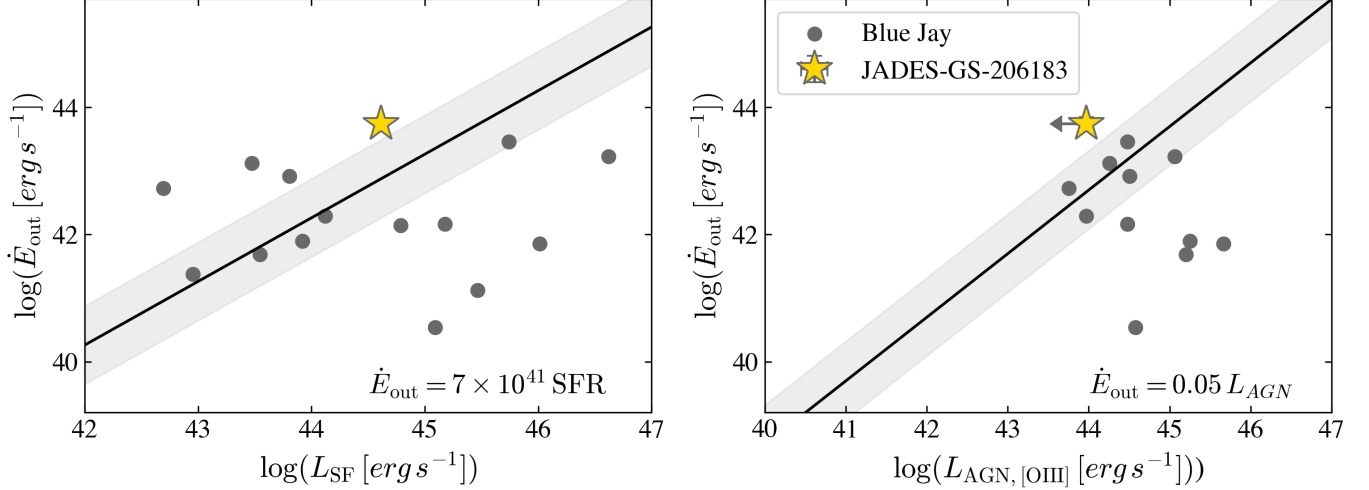 log(Ė_out [erg s⁻¹])
44
42
40
Ė_out = 7 × 10⁴¹ SFR
42 43 44 45 46 47
log(L_SF [erg s⁻¹])
log(Ė_out [erg s⁻¹])
44
42
40
Blue Jay
JADES-GS-206183
Ė_out = 0.05 L_AGN
40 41 42 43 44 45 46 47
log(L_AGN, [OIII] [erg s⁻¹]))